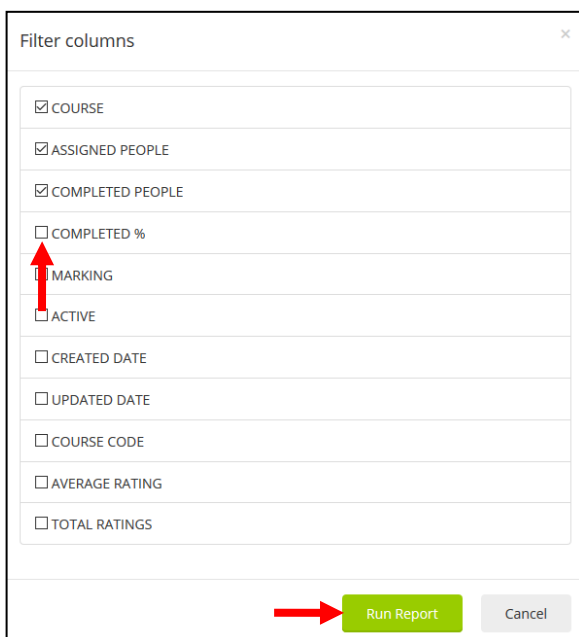 Filter columns
×
COURSE
ASSIGNED PEOPLE
COMPLETED PEOPLE
COMPLETED %
MARKING
ACTIVE
CREATED DATE
UPDATED DATE
COURSE CODE
AVERAGE RATING
TOTAL RATINGS
Run Report Cancel